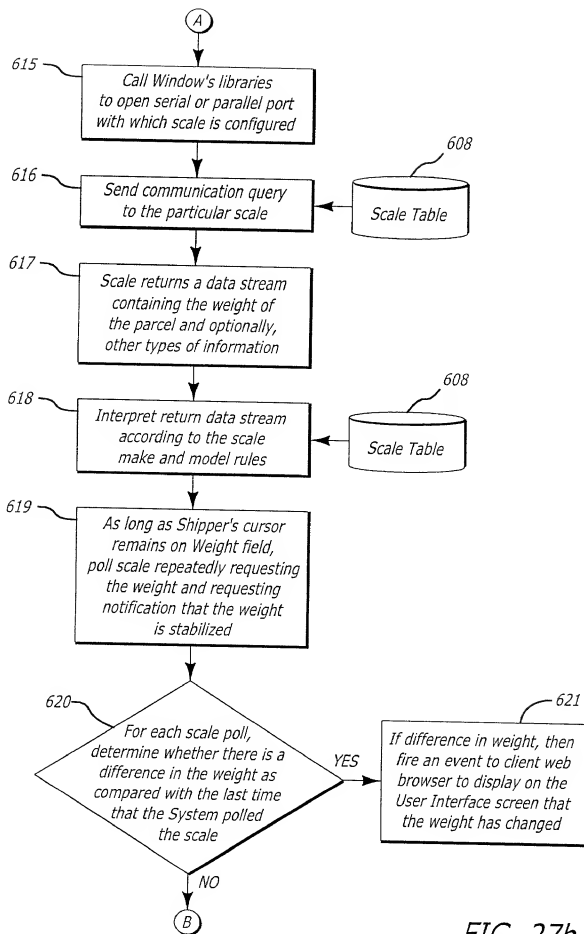 A
615
Call Window's libraries
to open serial or parallel port
with which scale is configured
608
616
Send communication query
to the particular scale
Scale Table
617
Scale returns a data stream
containing the weight of
the parcel and optionally,
other types of information
608
618
Interpret return data stream
according to the scale
make and model rules
Scale Table
619
As long as Shipper's cursor
remains on Weight field,
poll scale repeatedly requesting
the weight and requesting
notification that the weight
is stabilized
620
For each scale poll,
determine whether there is a
difference in the weight as
compared with the last time
that the System polled
the scale
YES
621
If difference in weight, then
fire an event to client web
browser to display on the
User Interface screen that
the weight has changed
NO
B
FIG. 27b